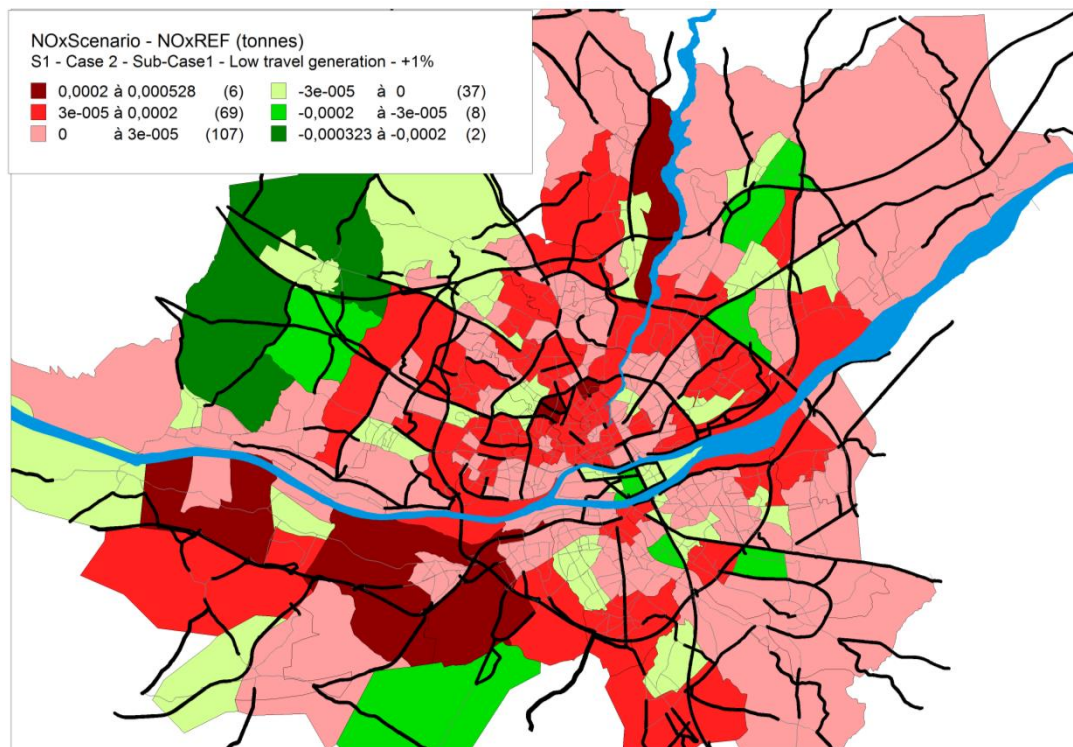 NOxScenario - NOxREF (tonnes)
S1 - Case 2 - Sub-Case1 - Low travel generation - +1%
0,0002 à 0,000528 (6) -3e-005 à 0 (37)
3e-005 à 0,0002 (69) -0,0002 à -3e-005 (8)
0 à 3e-005 (107) -0,000323 à -0,0002 (2)